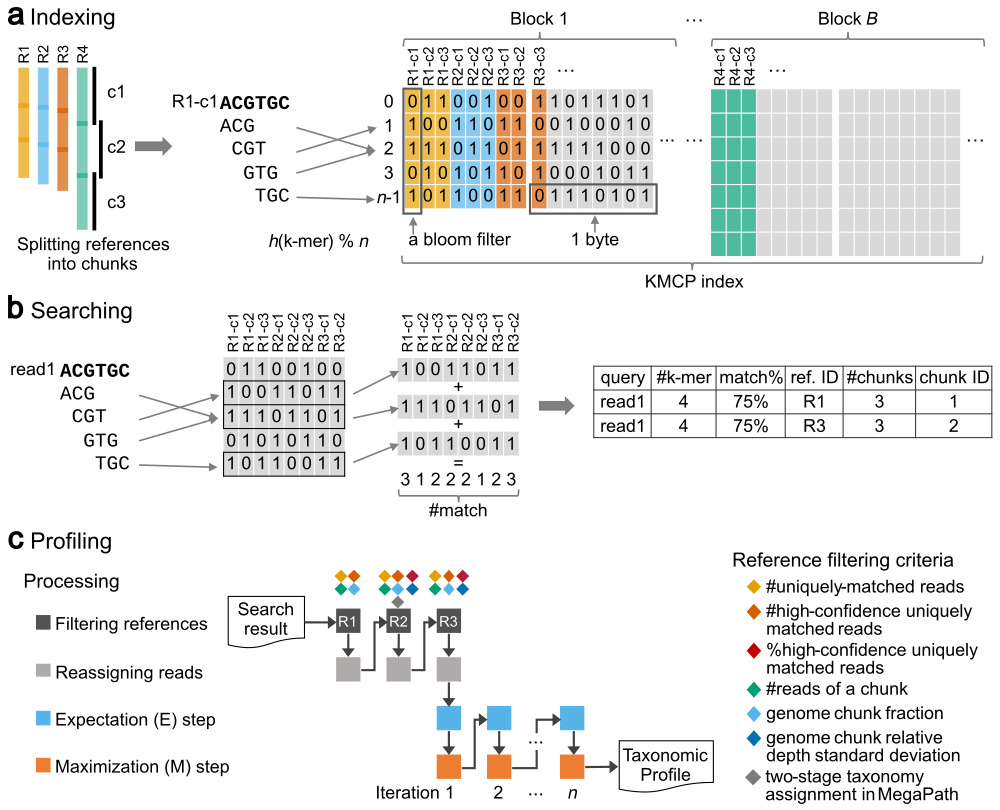 a Indexing
Block 1
...
Block B
R1
R2
R3
R4
c1
c2
c3
Splitting references
into chunks
R1-c1 ACGTGC
ACG
CGT
GTG
TGC
h(k-mer) % n
R1-c1
R1-c2
R1-c3
R2-c1
R2-c2
R2-c3
R3-c1
R3-c2
R3-c3
...
0
1
2
3
n-1
0 1 1 0 0 1 0 0 1 1 0 1 1 1 0 1
1 0 0 1 1 0 1 1 0 0 1 0 0 0 1 0
1 1 1 0 1 0 0 1 1 0 1 1 1 0 0 0
0 1 0 1 0 1 1 0 1 0 0 0 1 0 1 1
1 0 1 1 0 0 1 1 0 1 1 1 0 1 0 1
... ...
a bloom filter
1 byte
R4-c1
R4-c2
R4-c3
...
...
KMCP index
b Searching
read1 ACGTGC
ACG
CGT
GTG
TGC
R1-c1
R1-c2
R1-c3
R2-c1
R2-c2
R2-c3
R3-c1
R3-c2
0 1 1 0 0 1 0 0
1 0 0 1 1 0 1 1
1 1 1 0 1 1 0 1
0 1 0 1 0 1 1 0
1 0 1 1 0 0 1 1
R1-c1
R1-c2
R1-c3
R2-c1
R2-c2
R2-c3
R3-c1
R3-c2
1 0 0 1 1 0 1 1
+
1 1 1 0 1 1 0 1
+
1 0 1 1 0 0 1 1
=
3 1 2 2 2 1 2 3
#match
query #k-mer match% ref. ID #chunks chunk ID
read1 4 75% R1 3 1
read1 4 75% R3 3 2
c Profiling
Processing
Filtering references
Reassigning reads
Expectation (E) step
Maximization (M) step
Search
result
R1
R2
R3
...
...
Iteration 1 2 ... n
Taxonomic
Profile
Reference filtering criteria
#uniquely-matched reads
#high-confidence uniquely
matched reads
%high-confidence uniquely
matched reads
#reads of a chunk
genome chunk fraction
genome chunk relative
depth standard deviation
two-stage taxonomy
assignment in MegaPath